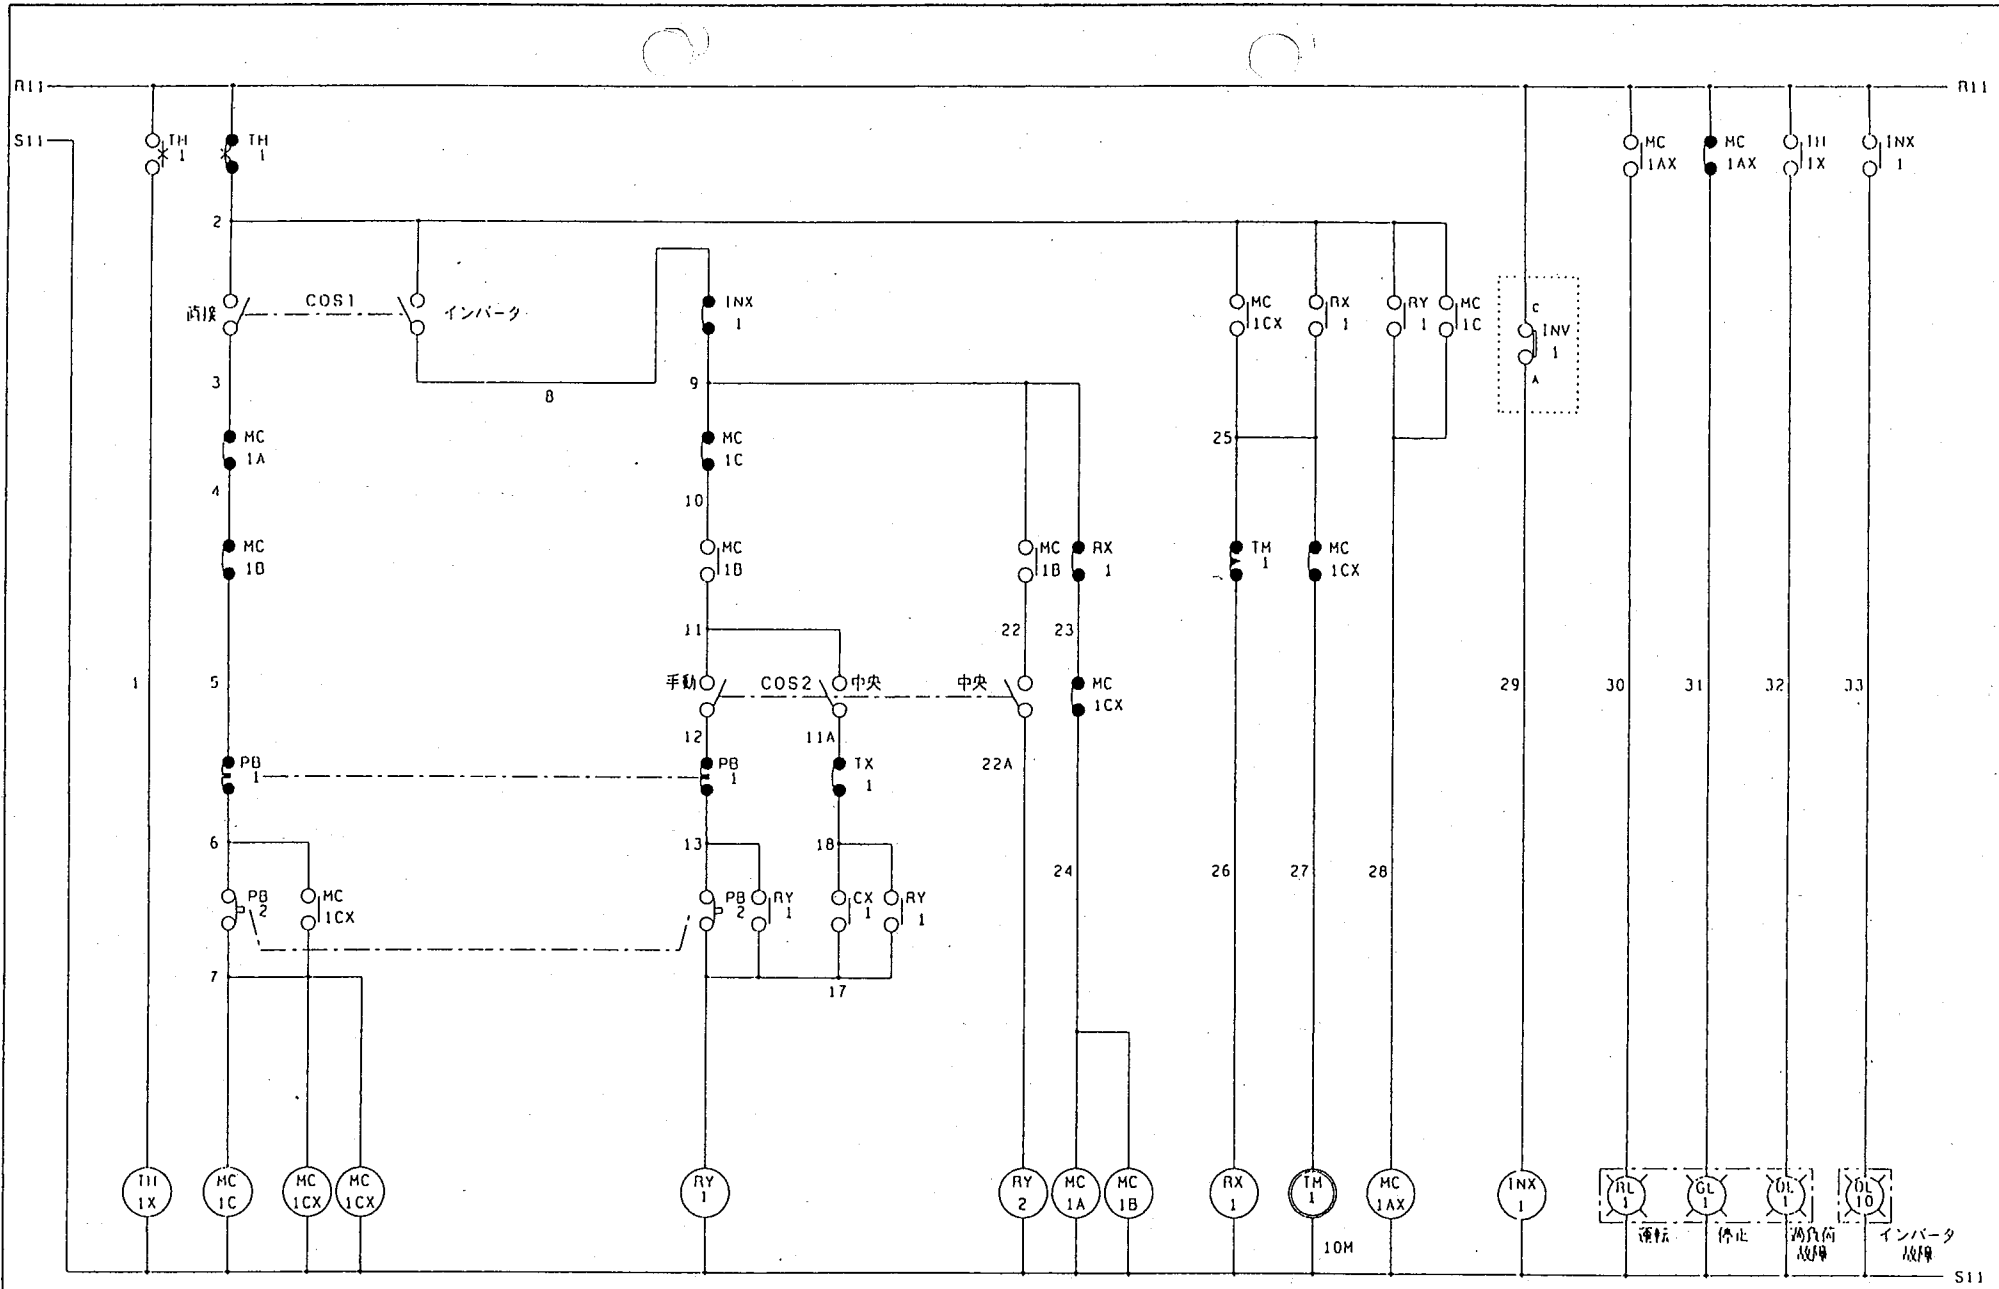 R11
R11
S11
TH
1
TH
1
MC
1AX
MC
1AX
TH
1X
INX
1
2
直接
COS1
インバータ
INX
1
MC
1CX
RX
1
RY
1
MC
1C
C
INV
1
A
3
8
9
MC
1A
MC
1C
25
4
10
MC
1B
MC
1B
MC
1B
RX
1
TM
1
MC
1CX
11
22
23
1
5
手動
COS2
中央
中央
MC
1CX
29
30
31
32
33
12
11A
22A
PB
1
PB
1
TX
1
6
13
18
24
26
27
28
PB
2
MC
1CX
PB
2
RY
1
CX
1
RY
1
7
17
TH
1X
MC
1C
MC
1CX
MC
1CX
RY
1
RY
2
MC
1A
MC
1B
RX
1
TM
1
MC
1AX
INX
1
RL
1
GL
1
OL
1
OL
10
10M
運転
停止
過負荷
故障
インバータ
故障
S11